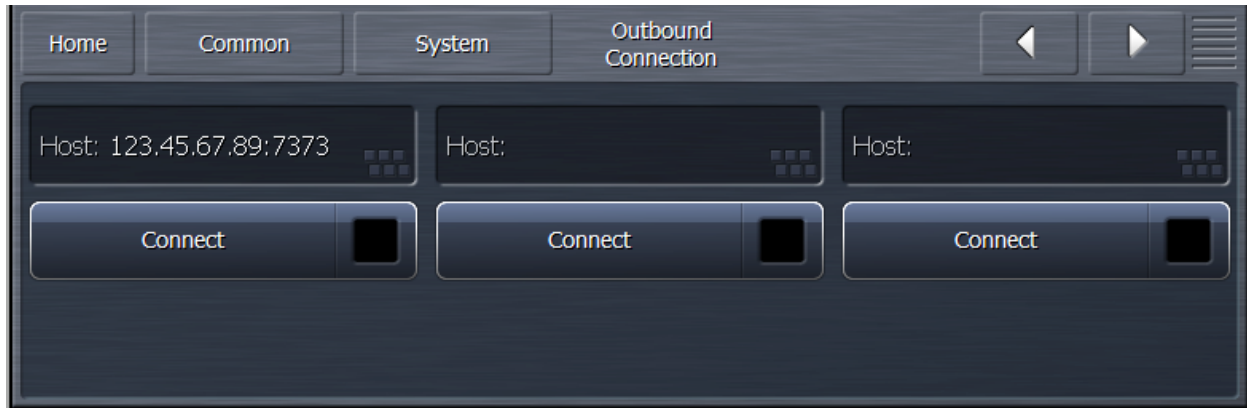 Home
Common
System
Outbound
Connection
Host: 123.45.67.89:7373
Host:
Host:
Connect
Connect
Connect